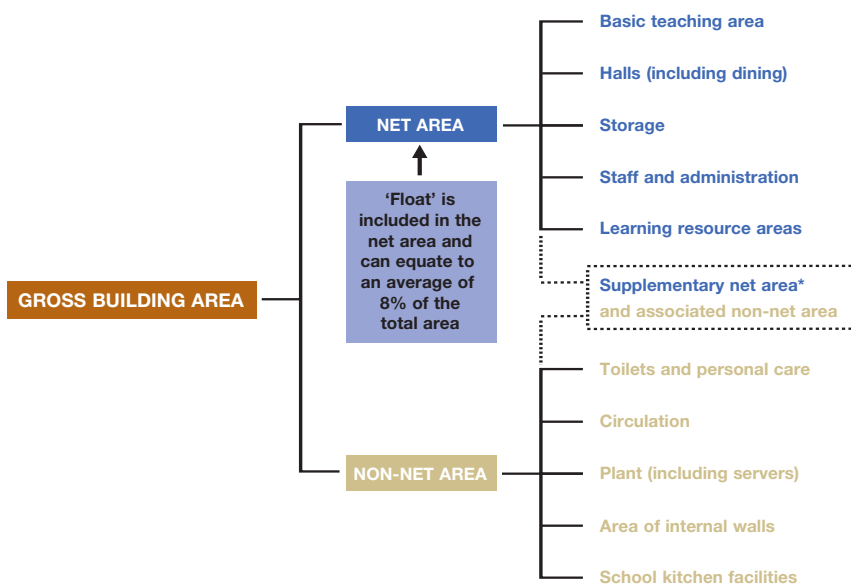 GROSS BUILDING AREA
NET AREA
‘Float’ is
included in the
net area and
can equate to
an average of
8% of the
total area
NON-NET AREA
Basic teaching area
Halls (including dining)
Storage
Staff and administration
Learning resource areas
Supplementary net area*
and associated non-net area
Toilets and personal care
Circulation
Plant (including servers)
Area of internal walls
School kitchen facilities